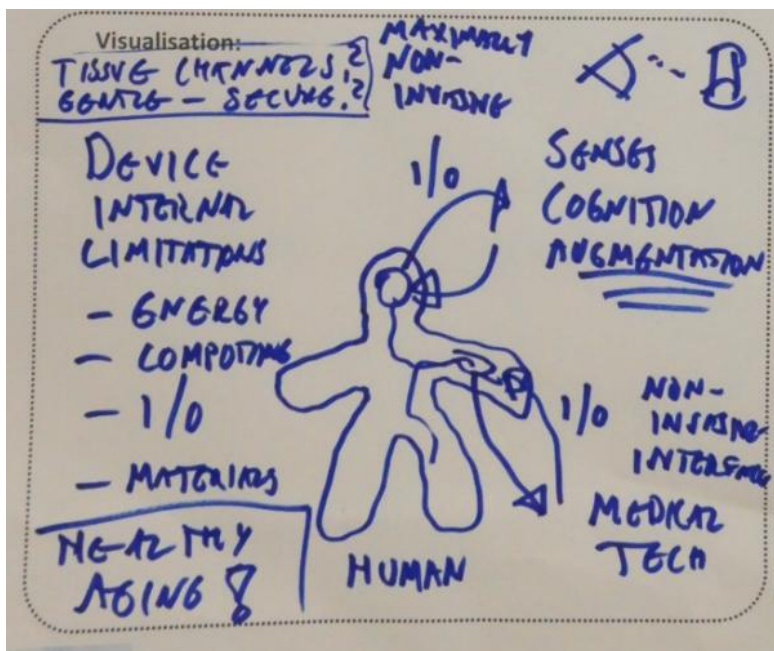 Visualisation:
TISSUE CHANNELS?
GENTLE - SECURE?
MAXIMALLY
NON-
INVASIVE
I/O
SENSES
COGNITION
AUGMENTATION
DEVICE
INTERNAL
LIMITATIONS
- ENERGY
- COMPUTING
- I/O
- MATERIALS
I/O
NON-
INVASIVE
INTERFACE
MEDICAL
TECH
HEALTHY
AGING!
HUMAN